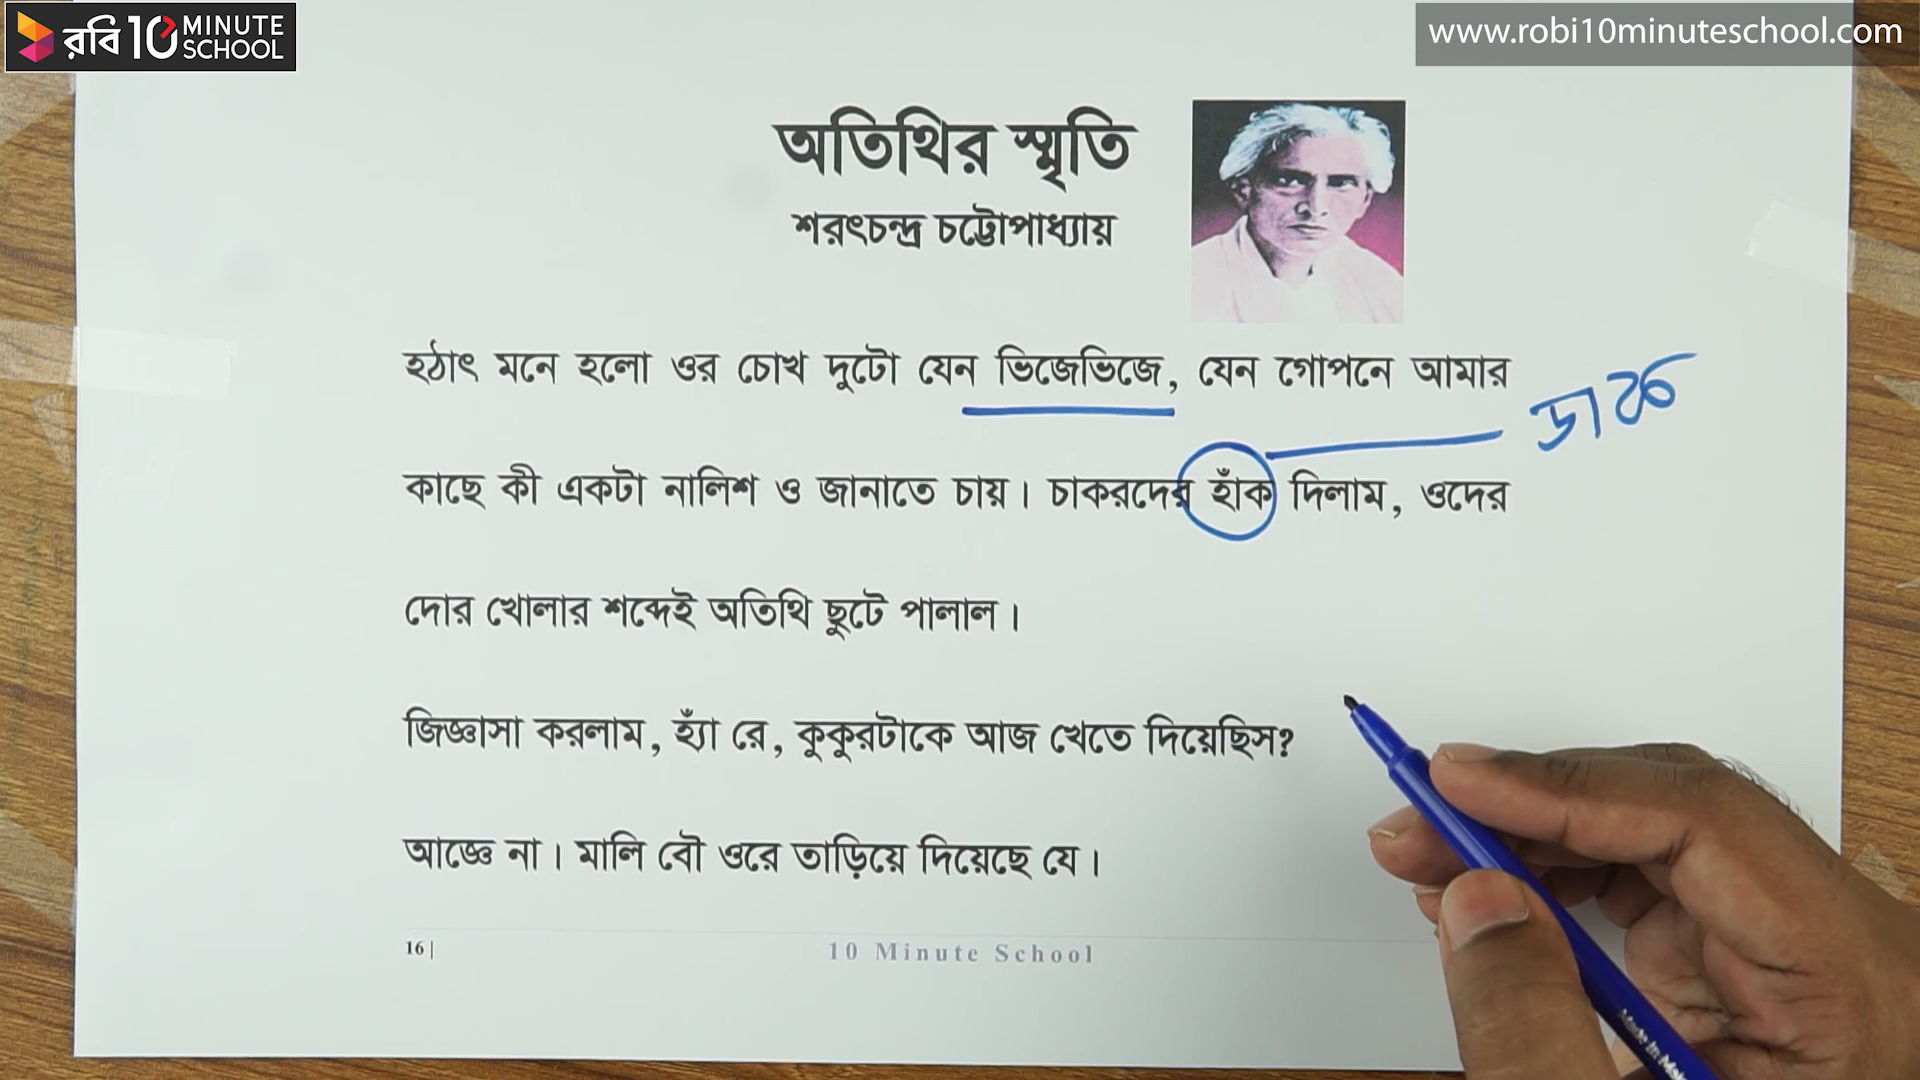 রবি 10 MINUTE SCHOOL
www.robi10minuteschool.com
অতিথির স্মৃতি
শরৎচন্দ্র চট্টোপাধ্যায়
হঠাৎ মনে হলো ওর চোখ দুটো যেন ভিজেভিজে, যেন গোপনে আমার
ডাক
কাছে কী একটা নালিশ ও জানাতে চায়। চাকরদের হাঁক দিলাম, ওদের
দোর খোলার শব্দেই অতিথি ছুটে পালাল।
জিজ্ঞাসা করলাম, হ্যাঁ রে, কুকুরটাকে আজ খেতে দিয়েছিস?
আজ্ঞে না। মালি বৌ ওরে তাড়িয়ে দিয়েছে যে।
16|
10 Minute School